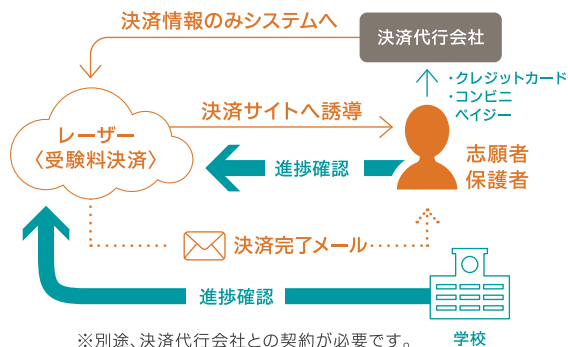 決済情報のみシステムへ
決済代行会社
・クレジットカード
・コンビニ
ペイジー
決済サイトへ誘導
レーザー
〈受験料決済〉
進捗確認
志願者
保護者
決済完了メール
進捗確認
学校
※別途、決済代行会社との契約が必要です。